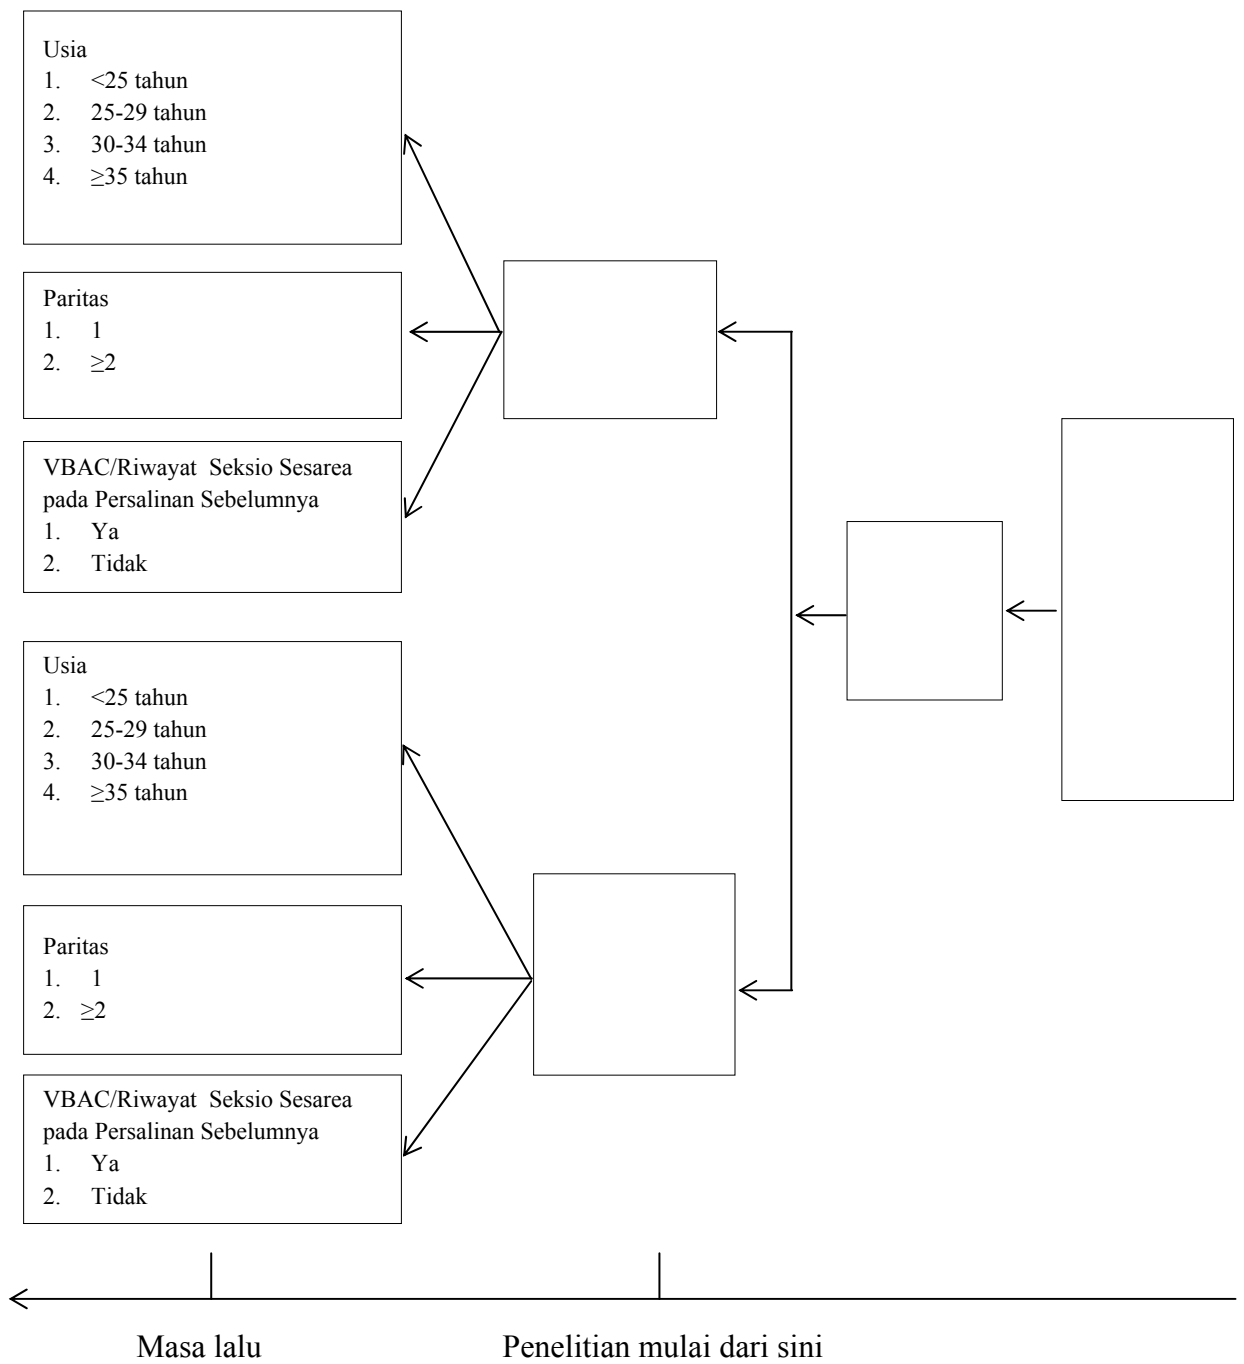 Usia
1. <25 tahun
2. 25-29 tahun
3. 30-34 tahun
4. ≥35 tahun
Paritas
1. 1
2. ≥2
VBAC/Riwayat Seksio Sesarea
pada Persalinan Sebelumnya
1. Ya
2. Tidak
Usia
1. <25 tahun
2. 25-29 tahun
3. 30-34 tahun
4. ≥35 tahun
Paritas
1. 1
2. ≥2
VBAC/Riwayat Seksio Sesarea
pada Persalinan Sebelumnya
1. Ya
2. Tidak
Masa lalu Penelitian mulai dari sini